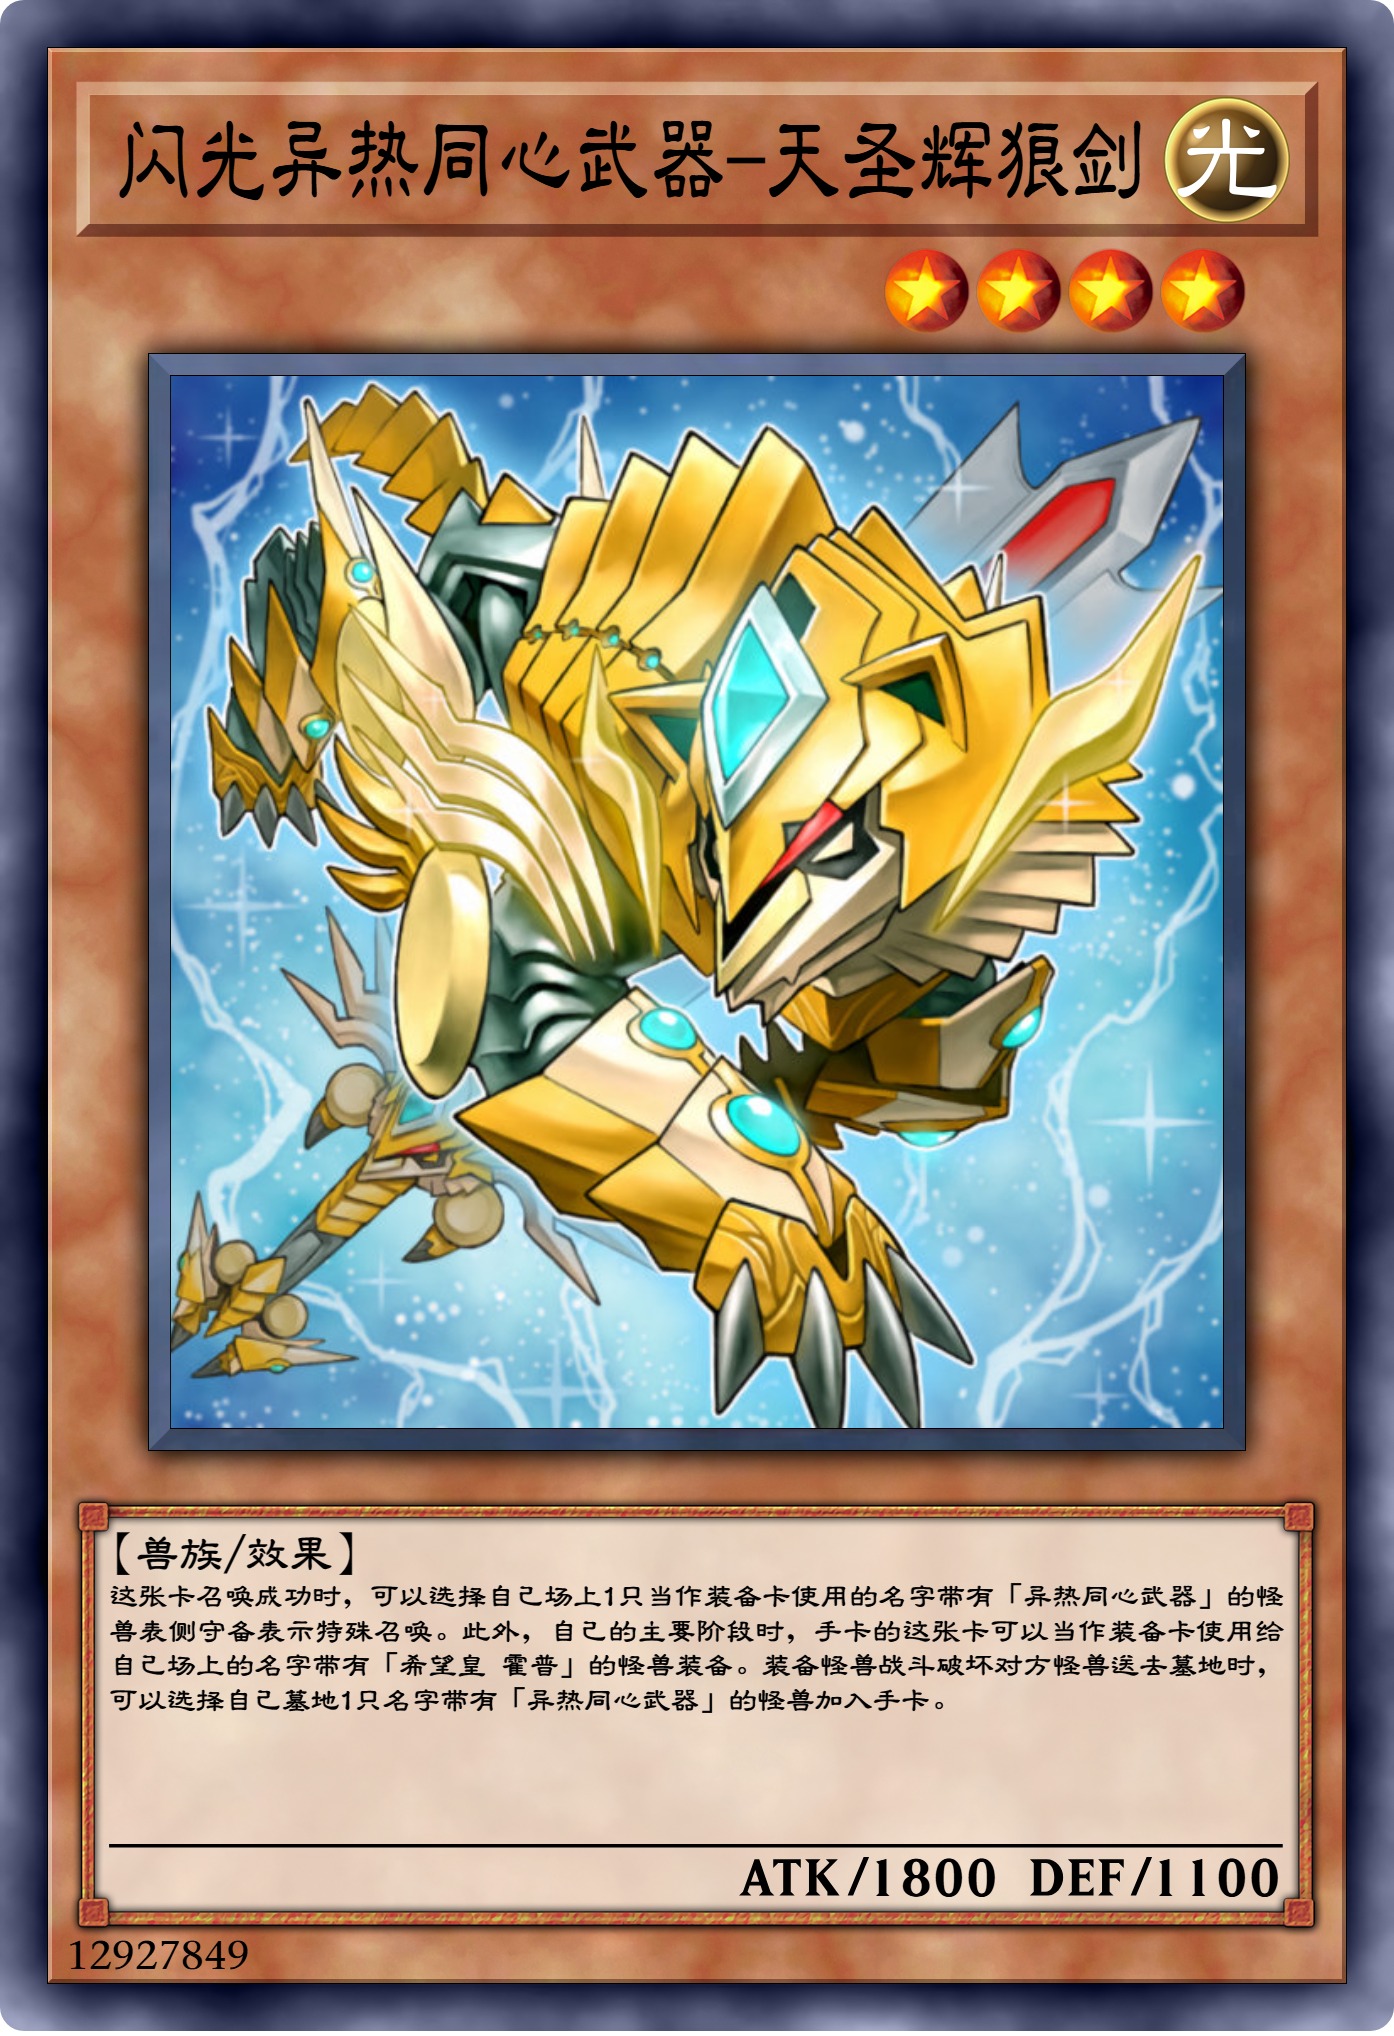 闪光异热同心武器-天圣辉狼剑
光
【兽族/效果】
这张卡召唤成功时，可以选择自己场上1只当作装备卡使用的名字带有「异热同心武器」的怪
兽表侧守备表示特殊召唤。此外，自己的主要阶段时，手卡的这张卡可以当作装备卡使用给
自己场上的名字带有「希望皇 霍普」的怪兽装备。装备怪兽战斗破坏对方怪兽送去墓地时，
可以选择自己墓地1只名字带有「异热同心武器」的怪兽加入手卡。
ATK/1800 DEF/1100
12927849